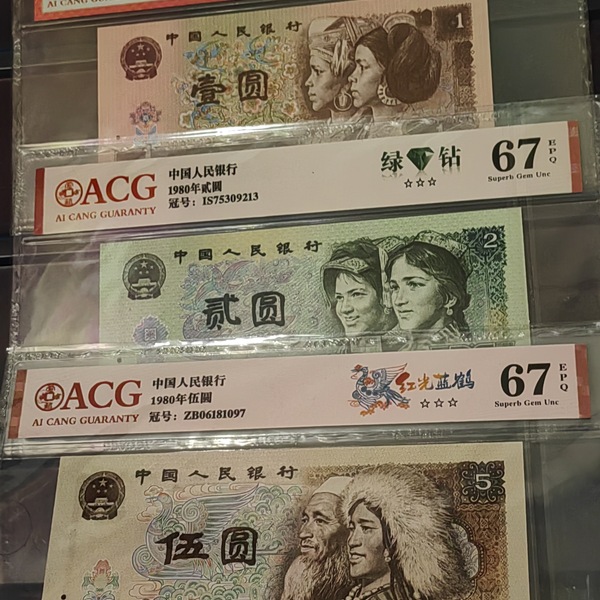 AI CANG GUARANTY
中国人民银行
1
壹圆
ACG
AI CANG GUARANTY
中国人民银行
1980年贰圆
冠号：IS75309213
绿钻
☆☆☆
67
EPQ
Superb Gem Unc
中国人民银行
2
贰圆
ACG
AI CANG GUARANTY
中国人民银行
1980年伍圆
冠号：ZB06181097
红光蓝鹤
☆☆☆
67
EPQ
Superb Gem Unc
中国人民银行
5
伍圆